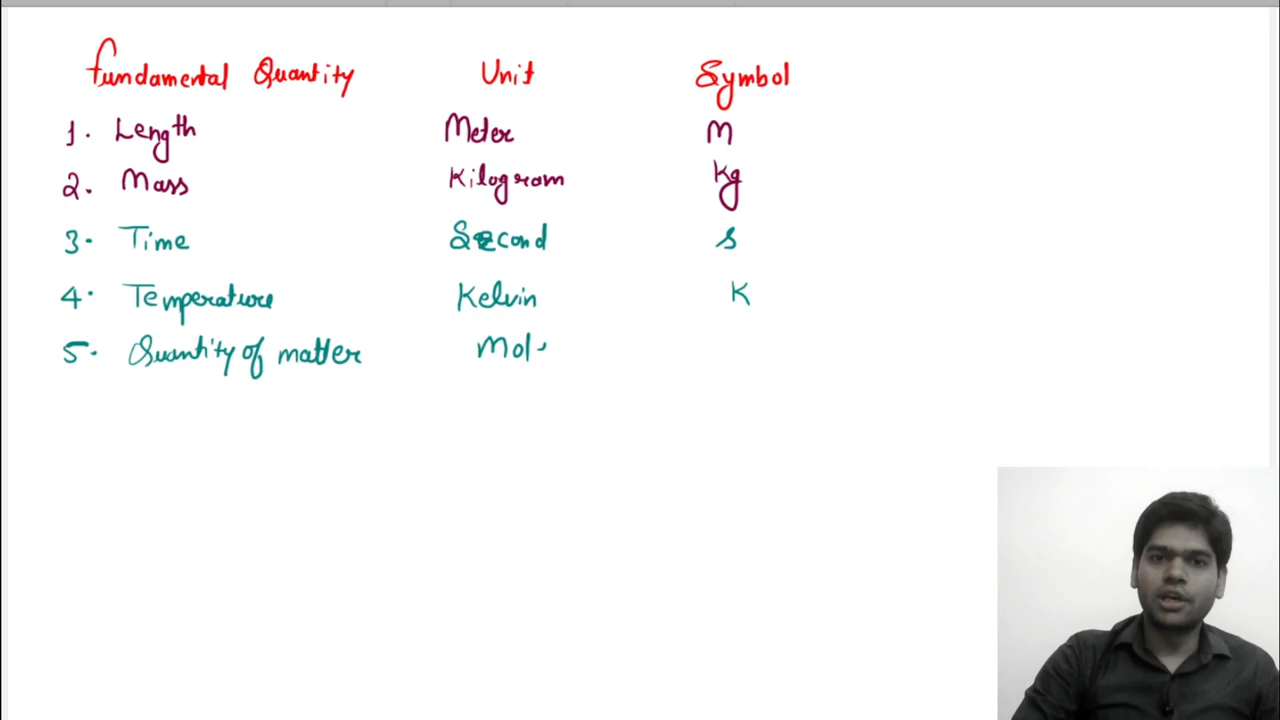 Fundamental Quantity Unit Symbol
1. Length Meter M
2. Mass Kilogram Kg
3. Time Second s
4. Temperature Kelvin K
5. Quantity of matter Mol